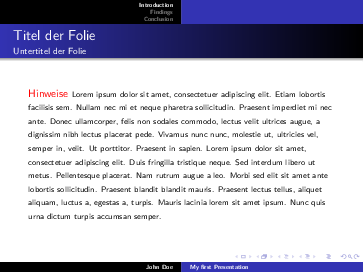 Introduction
Findings
Conclusion
Titel der Folie
Untertitel der Folie
Hinweise Lorem ipsum dolor sit amet, consectetuer adipiscing elit. Etiam lobortis
facilisis sem. Nullam nec mi et neque pharetra sollicitudin. Praesent imperdiet mi nec
ante. Donec ullamcorper, felis non sodales commodo, lectus velit ultrices augue, a
dignissim nibh lectus placerat pede. Vivamus nunc nunc, molestie ut, ultricies vel,
semper in, velit. Ut porttitor. Praesent in sapien. Lorem ipsum dolor sit amet,
consectetuer adipiscing elit. Duis fringilla tristique neque. Sed interdum libero ut
metus. Pellentesque placerat. Nam rutrum augue a leo. Morbi sed elit sit amet ante
lobortis sollicitudin. Praesent blandit blandit mauris. Praesent lectus tellus, aliquet
aliquam, luctus a, egestas a, turpis. Mauris lacinia lorem sit amet ipsum. Nunc quis
urna dictum turpis accumsan semper.
John Doe
My first Presentation